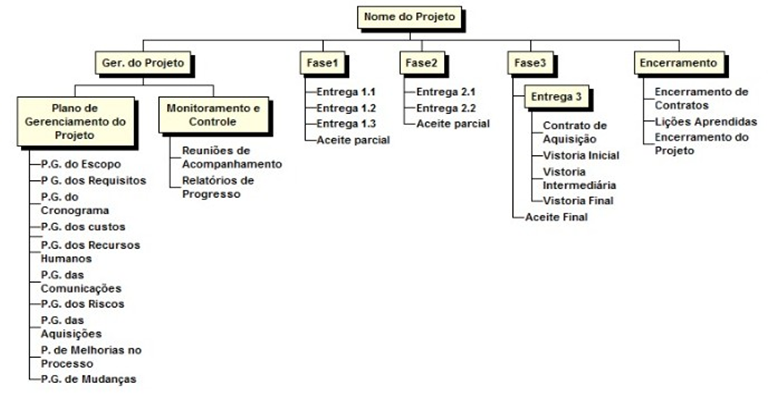 Nome do Projeto
Ger. do Projeto
Fase1
Fase2
Fase3
Encerramento
Plano de
Gerenciamento do
Projeto
P.G. do Escopo
P G. dos Requisitos
P.G. do
Cronograma
P.G. dos custos
P.G. dos Recursos
Humanos
P.G. das
Comunicações
P.G. dos Riscos
P.G. das
Aquisições
P. de Melhorias no
Processo
P.G. de Mudanças
Monitoramento e
Controle
Reuniões de
Acompanhamento
Relatórios de
Progresso
Entrega 1.1
Entrega 1.2
Entrega 1.3
Aceite parcial
Entrega 2.1
Entrega 2.2
Aceite parcial
Entrega 3
Contrato de
Aquisição
Vistoria Inicial
Vistoria
Intermediária
Vistoria Final
Aceite Final
Encerramento de
Contratos
Lições Aprendidas
Encerramento do
Projeto